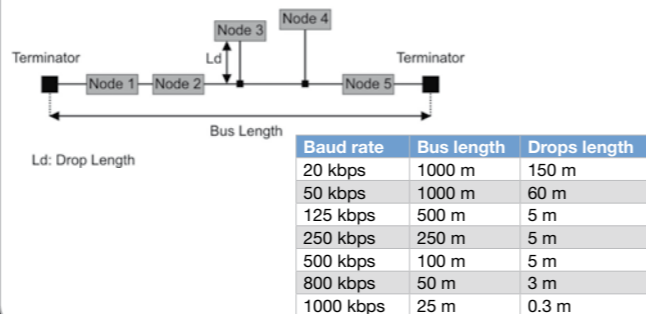 Node 4
Node 3
Terminator
Ld
Terminator
Node 1
Node 2
Node 5
Bus Length
Ld: Drop Length
Baud rate Bus length Drops length
20 kbps 1000 m 150 m
50 kbps 1000 m 60 m
125 kbps 500 m 5 m
250 kbps 250 m 5 m
500 kbps 100 m 5 m
800 kbps 50 m 3 m
1000 kbps 25 m 0.3 m